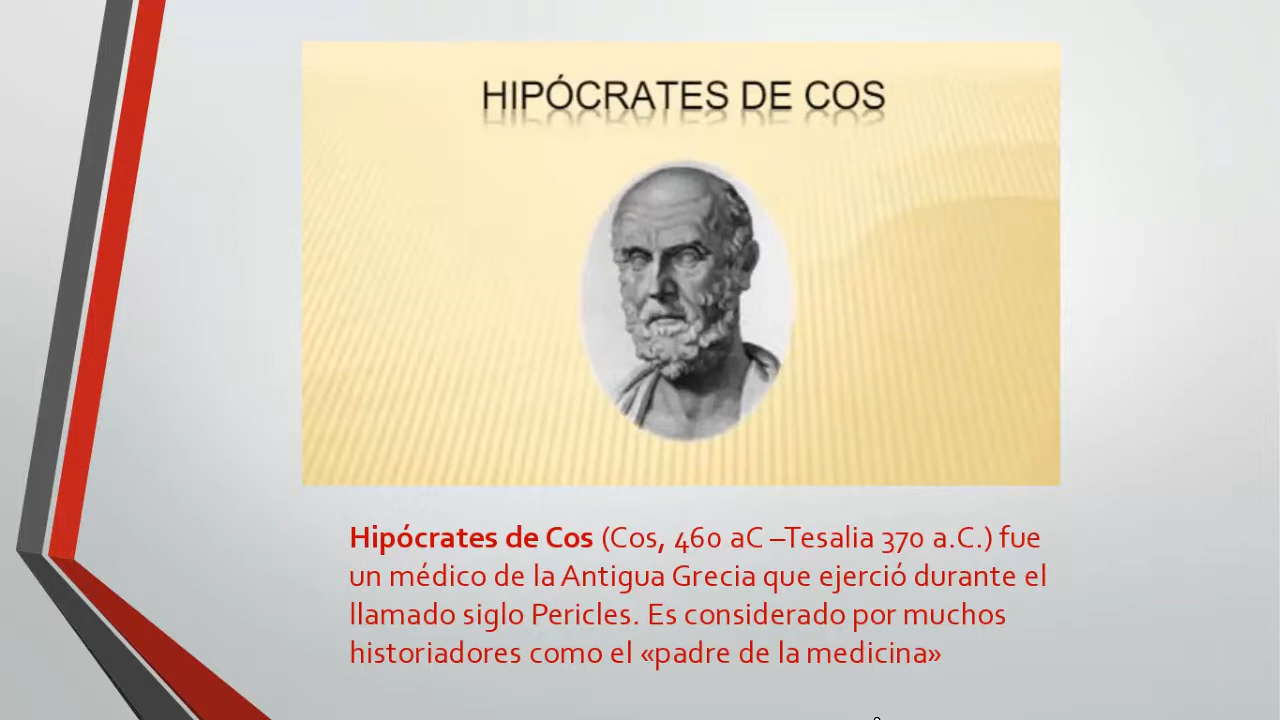 HIPÓCRATES DE COS
Hipócrates de Cos (Cos, 460 aC –Tesalia 370 a.C.) fue
un médico de la Antigua Grecia que ejerció durante el
llamado siglo Pericles. Es considerado por muchos
historiadores como el «padre de la medicina»